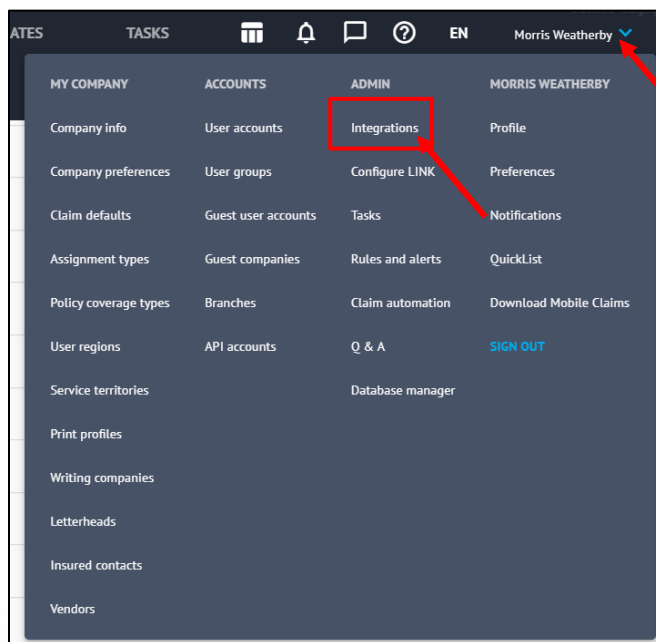 ATES TASKS EN Morris Weatherby
MY COMPANY ACCOUNTS ADMIN MORRIS WEATHERBY
Company info User accounts Integrations Profile
Company preferences User groups Configure LINK Preferences
Claim defaults Guest user accounts Tasks Notifications
Assignment types Guest companies Rules and alerts QuickList
Policy coverage types Branches Claim automation Download Mobile Claims
User regions API accounts Q & A SIGN OUT
Service territories Database manager
Print profiles
Writing companies
Letterheads
Insured contacts
Vendors